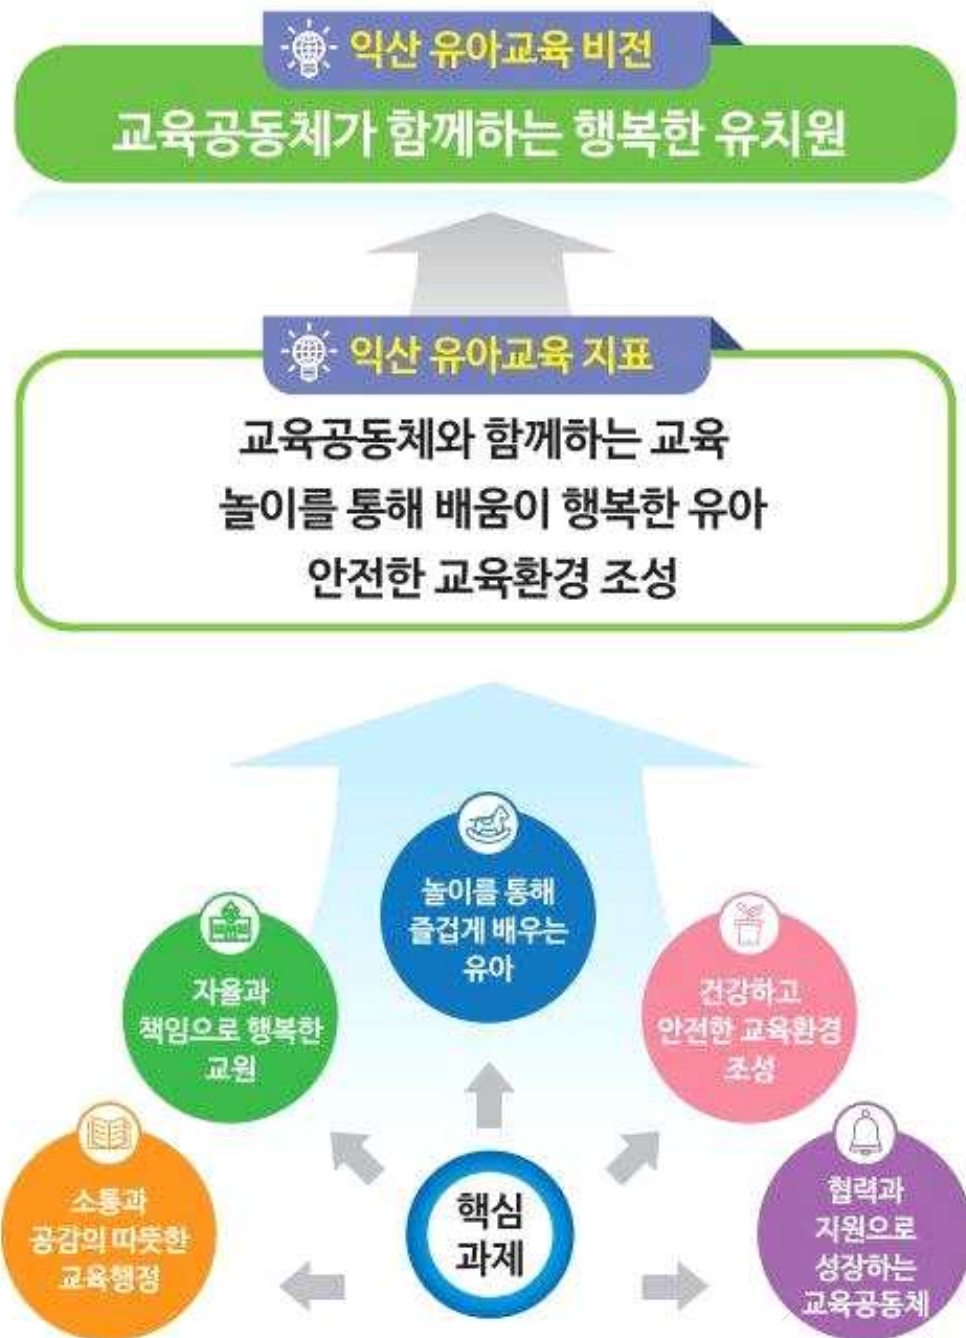 익산 유아교육 비전
교육공동체가 함께하는 행복한 유치원
익산 유아교육 지표
교육공동체와 함께하는 교육
놀이를 통해 배움이 행복한 유아
안전한 교육환경 조성
놀이를 통해
즐겁게 배우는
유아
자율과
책임으로 행복한
교원
건강하고
안전한 교육환경
조성
소통과
공감의 따뜻한
교육행정
핵심
과제
협력과
지원으로
성장하는
교육공동체